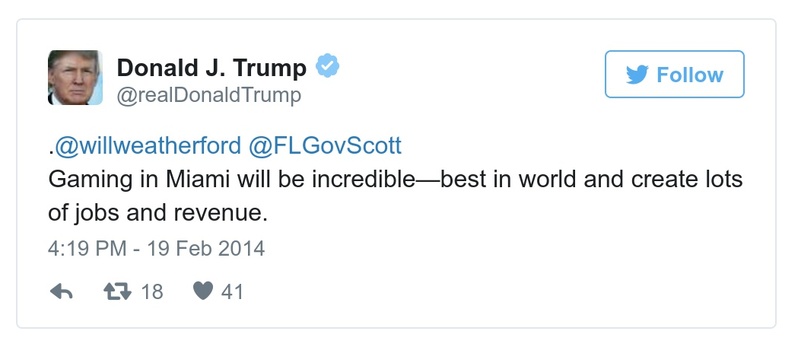 Donald J. Trump
@realDonaldTrump
Follow
.@willweatherford @FLGovScott
Gaming in Miami will be incredible—best in world and create lots
of jobs and revenue.
4:19 PM - 19 Feb 2014
18 41